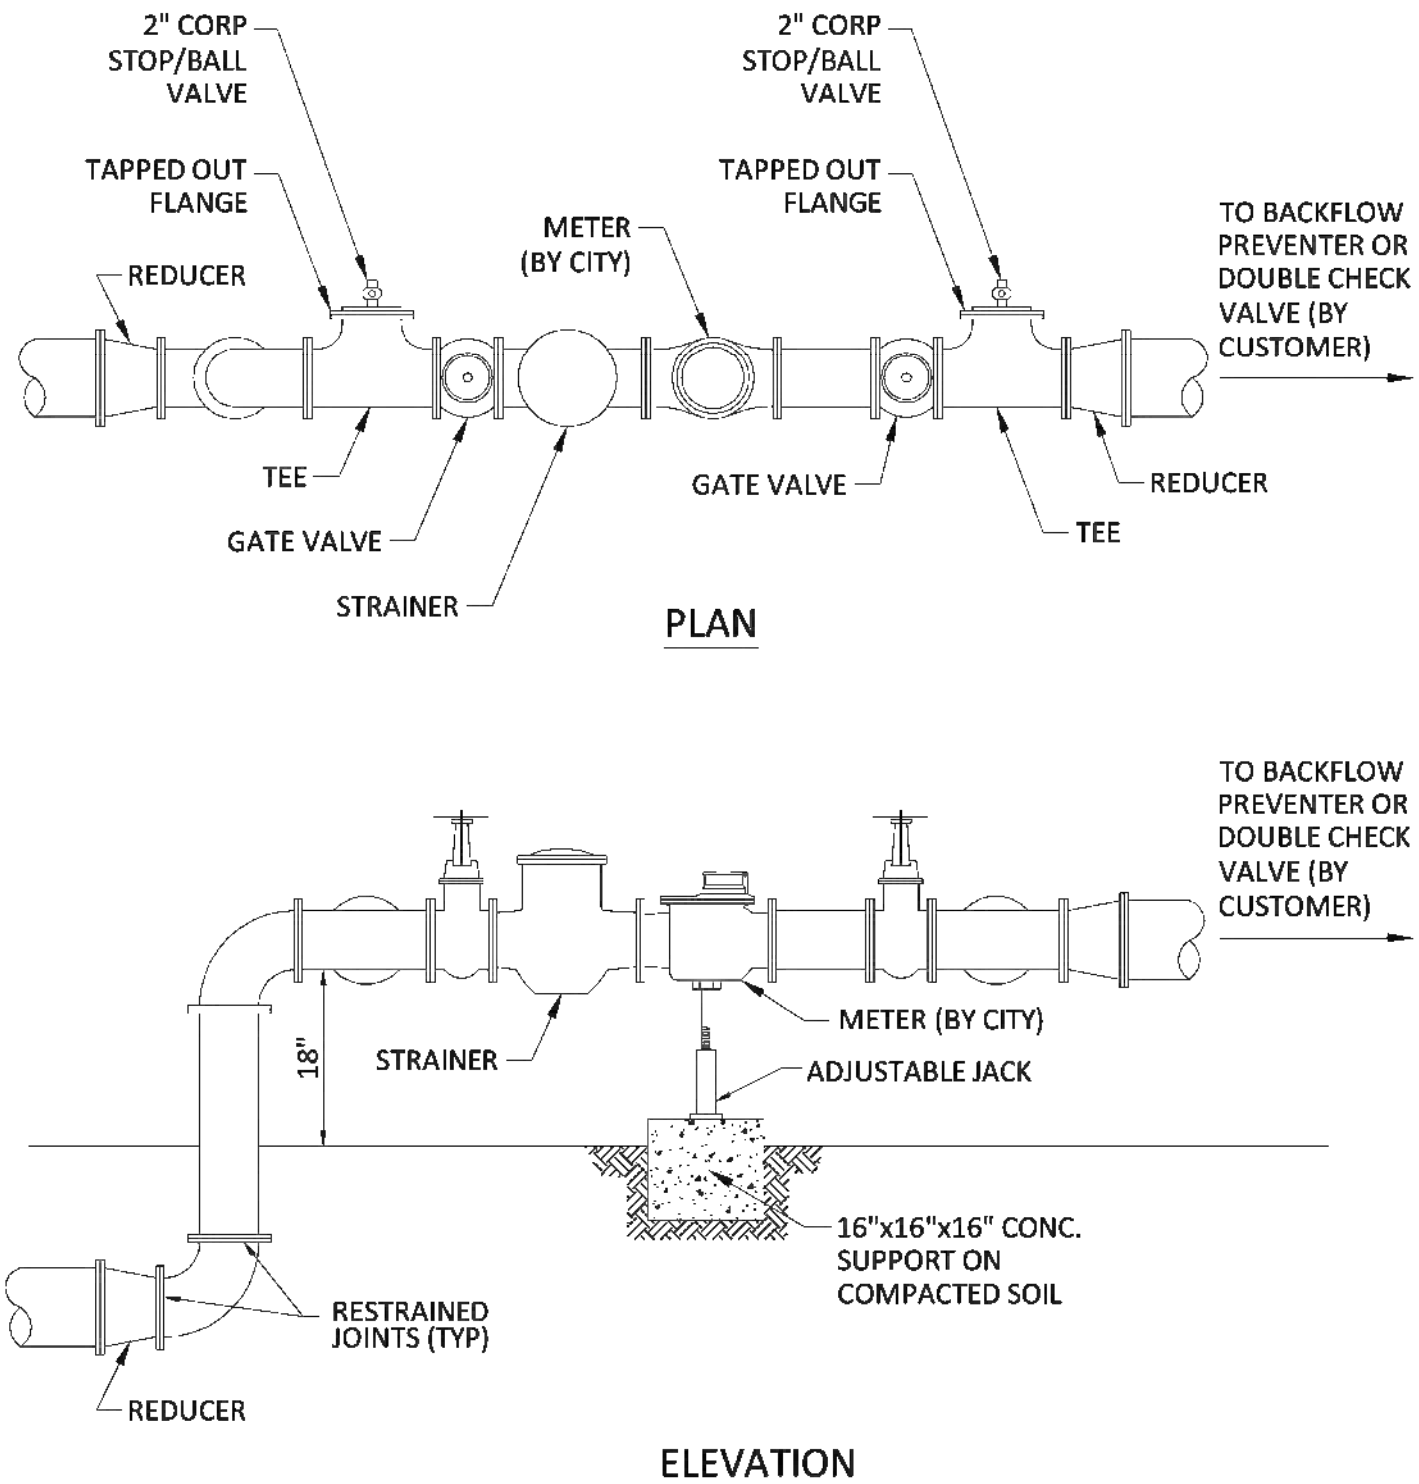 2" CORP
STOP/BALL
VALVE
2" CORP
STOP/BALL
VALVE
TAPPED OUT
FLANGE
TAPPED OUT
FLANGE
METER
(BY CITY)
TO BACKFLOW
PREVENTER OR
DOUBLE CHECK
VALVE (BY
CUSTOMER)
REDUCER
TEE
GATE VALVE
GATE VALVE
REDUCER
TEE
STRAINER
PLAN
TO BACKFLOW
PREVENTER OR
DOUBLE CHECK
VALVE (BY
CUSTOMER)
METER (BY CITY)
STRAINER
18"
ADJUSTABLE JACK
16"x16"x16" CONC.
SUPPORT ON
COMPACTED SOIL
RESTRAINED
JOINTS (TYP)
REDUCER
ELEVATION